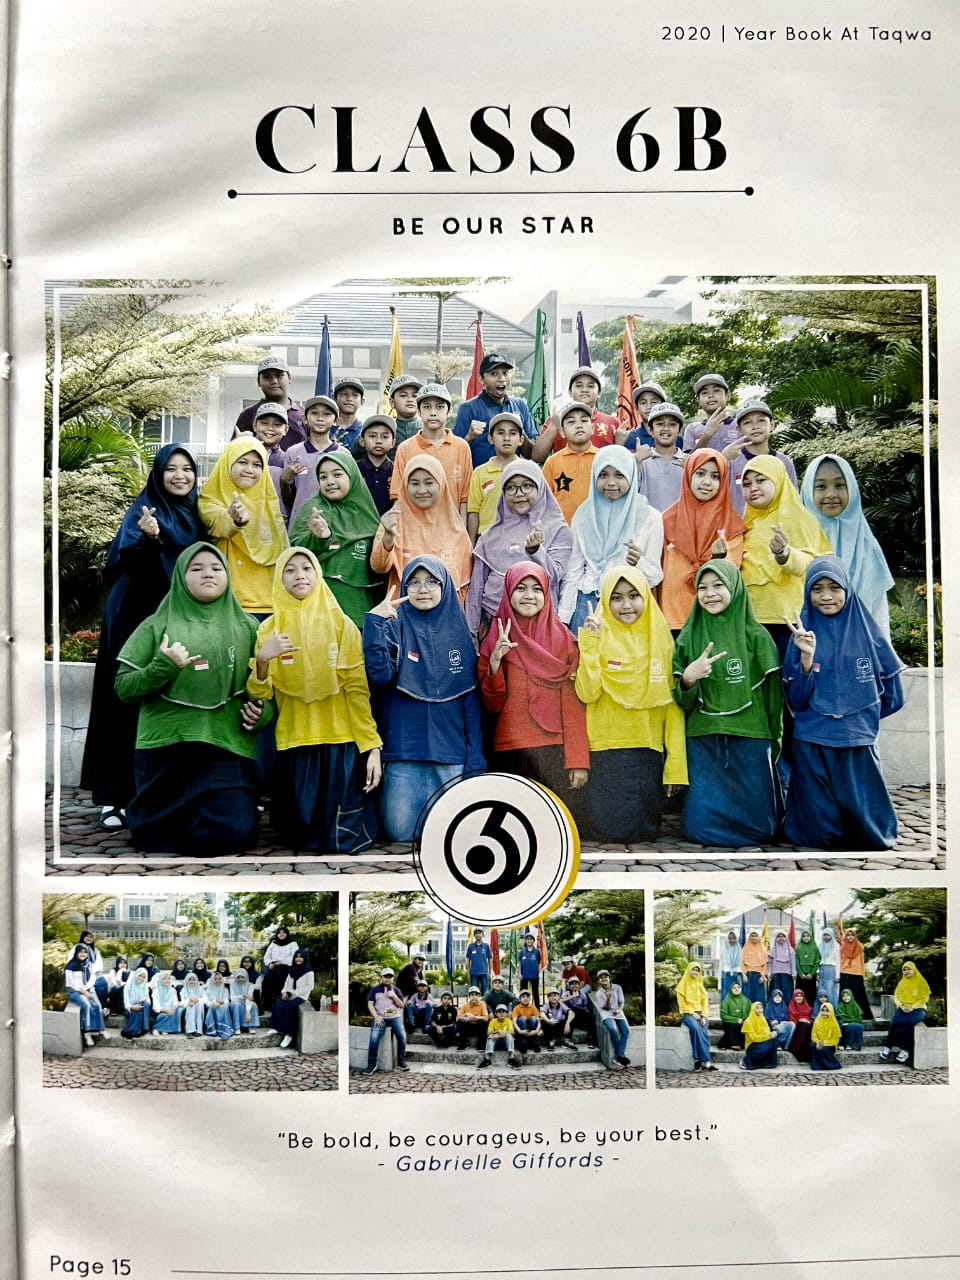 2020 | Year Book At Taqwa
CLASS 6B
BE OUR STAR
6
“Be bold, be courageus, be your best.”
- Gabrielle Giffords -
Page 15